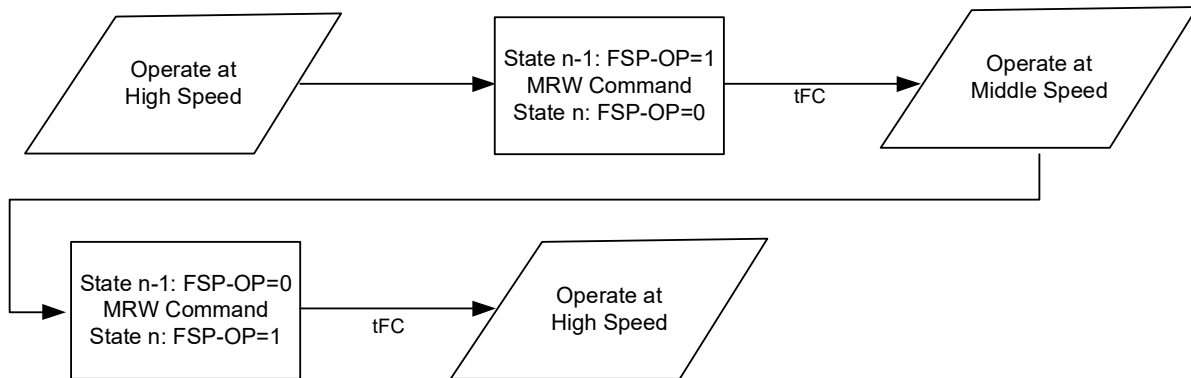 Operate at
High Speed
State n-1: FSP-OP=1
MRW Command
State n: FSP-OP=0
tFC
Operate at
Middle Speed
State n-1: FSP-OP=0
MRW Command
State n: FSP-OP=1
tFC
Operate at
High Speed